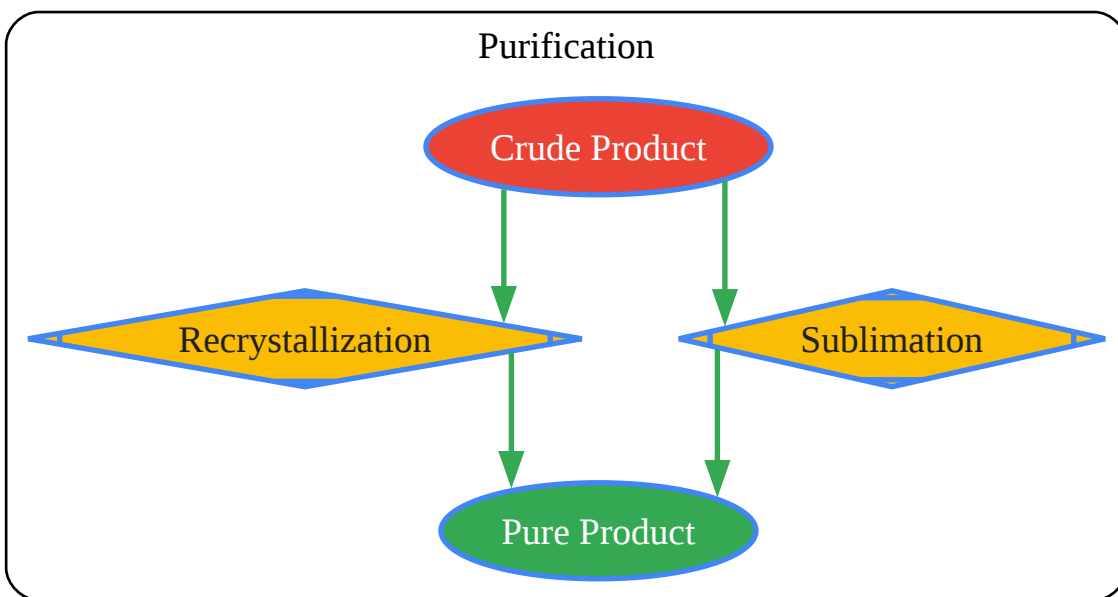 Purification
Crude Product
Recrystallization
Sublimation
Pure Product